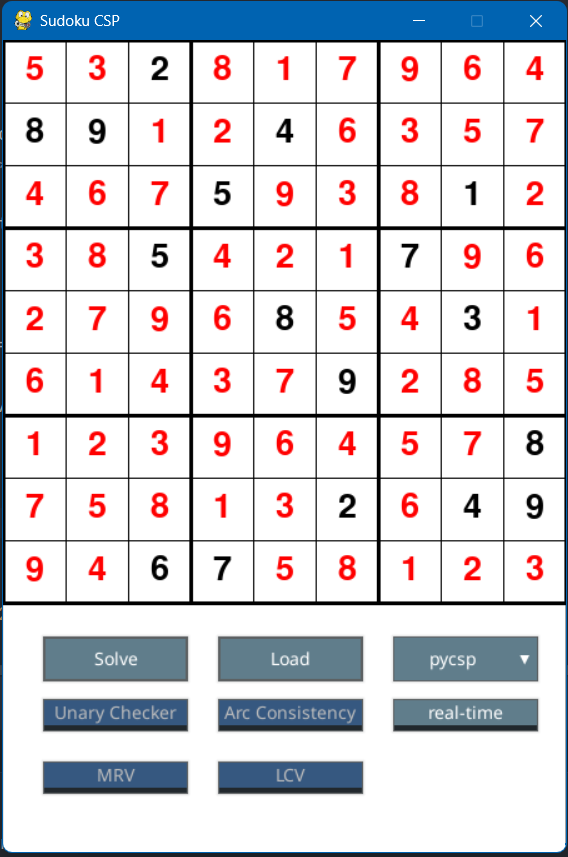 Sudoku CSP
5 3 2 8 1 7 9 6 4
8 9 1 2 4 6 3 5 7
4 6 7 5 9 3 8 1 2
3 8 5 4 2 1 7 9 6
2 7 9 6 8 5 4 3 1
6 1 4 3 7 9 2 8 5
1 2 3 9 6 4 5 7 8
7 5 8 1 3 2 6 4 9
9 4 6 7 5 8 1 2 3
Solve Load pycsp ▼
Unary Checker Arc Consistency real-time
MRV LCV